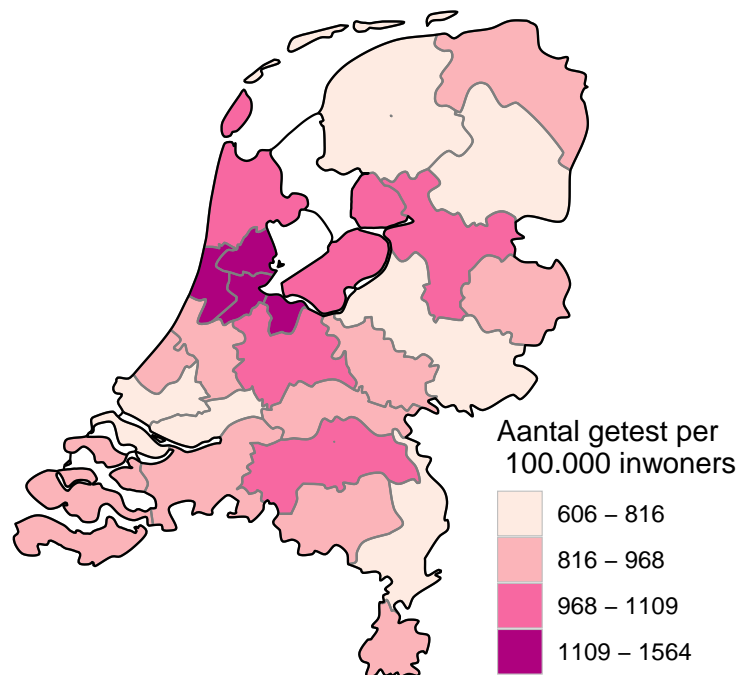 Aantal getest per
100.000 inwoners
606 – 816
816 – 968
968 – 1109
1109 – 1564